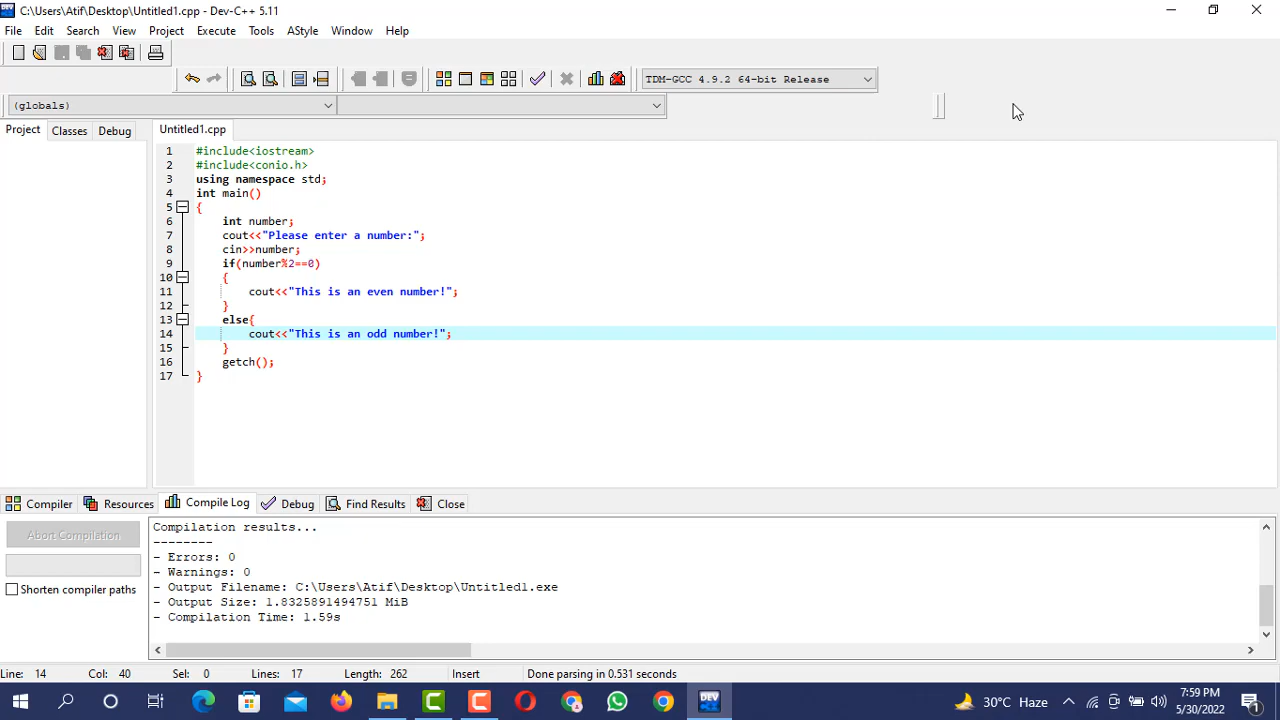 C:\Users\Atif\Desktop\Untitled1.cpp - Dev-C++ 5.11
File Edit Search View Project Execute Tools AStyle Window Help
TDM-GCC 4.9.2 64-bit Release
(globals)
Project Classes Debug Untitled1.cpp
1 #include<iostream>
2 #include<conio.h>
3 using namespace std;
4 int main()
5 {
6 int number;
7 cout<<"Please enter a number:";
8 cin>>number;
9 if(number%2==0)
10 {
11 cout<<"This is an even number!";
12 }
13 else{
14 cout<<"This is an odd number!";
15 }
16 getch();
17 }
Compiler Resources Compile Log Debug Find Results Close
Abort Compilation
Shorten compiler paths
Compilation results...
--------
- Errors: 0
- Warnings: 0
- Output Filename: C:\Users\Atif\Desktop\Untitled1.exe
- Output Size: 1.8325891494751 MiB
- Compilation Time: 1.59s
Line: 14 Col: 40 Sel: 0 Lines: 17 Length: 262 Insert Done parsing in 0.531 seconds
DEV
30°C Haze
7:59 PM
5/30/2022
1